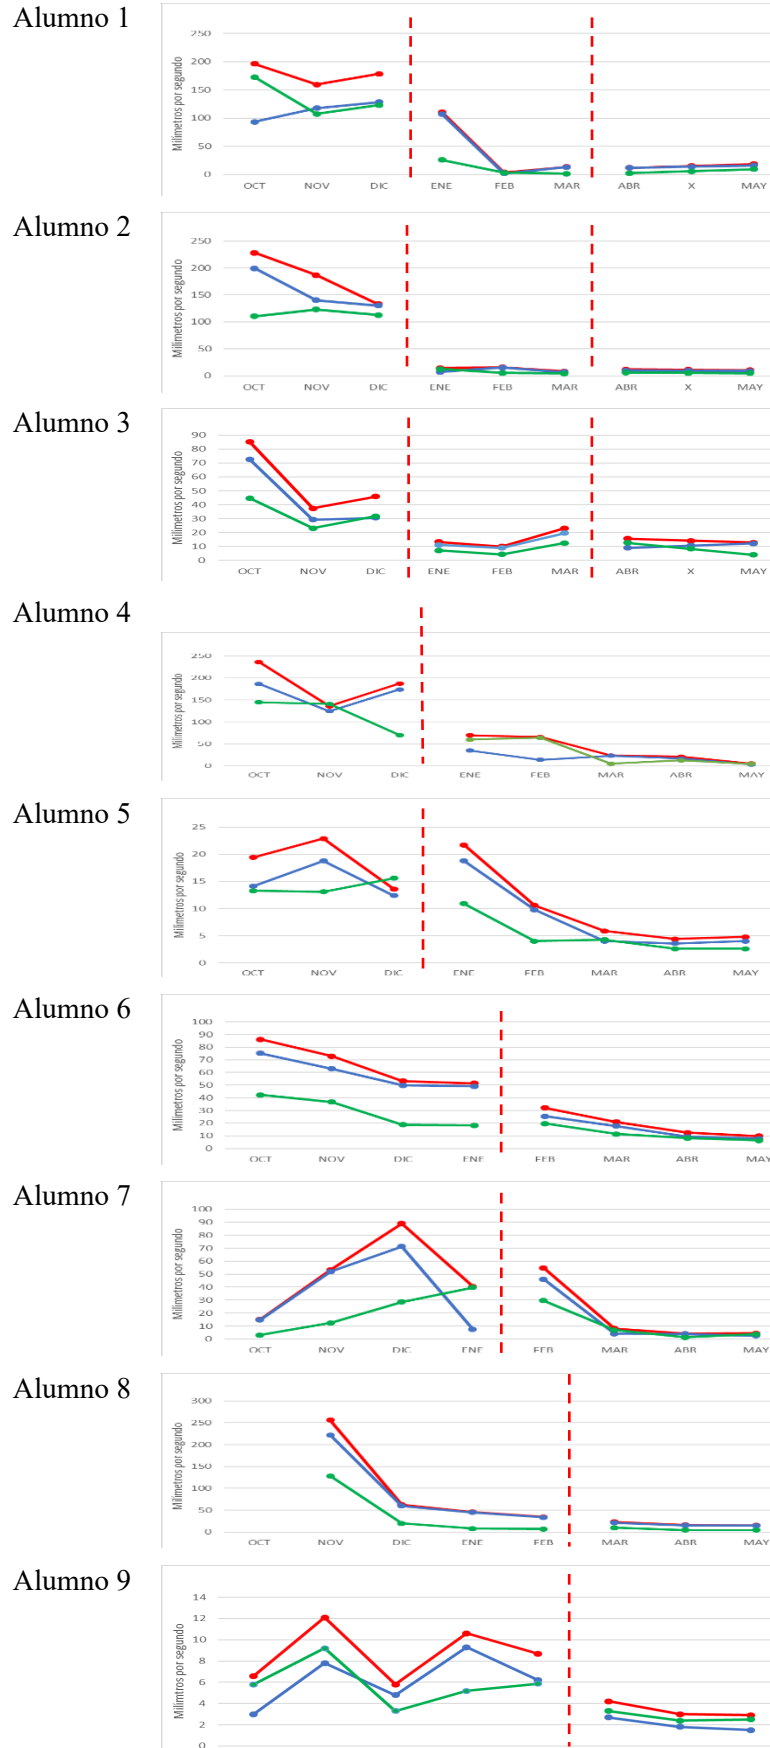 Alumno 1
Milímetros por segundo
250
200
150
100
50
0
OCT NOV DIC ENE FEB MAR ABR X MAY
Alumno 2
Milímetros por segundo
250
200
150
100
50
0
OCT NOV DIC ENE FEB MAR ABR X MAY
Alumno 3
Milímetros por segundo
90
80
70
60
50
40
30
20
10
0
OCT NOV DIC ENE FEB MAR ABR X MAY
Alumno 4
Milímetros por segundo
250
200
150
100
50
0
OCT NOV DIC ENE FEB MAR ABR MAY
Alumno 5
Milímetros por segundo
25
20
15
10
5
0
OCT NOV DIC ENE FEB MAR ABR MAY
Alumno 6
Milímetros por segundo
100
90
80
70
60
50
40
30
20
10
0
OCT NOV DIC ENE FEB MAR ABR MAY
Alumno 7
Milímetros por segundo
100
90
80
70
60
50
40
30
20
10
0
OCT NOV DIC ENE FEB MAR ABR MAY
Alumno 8
Milímetros por segundo
300
250
200
150
100
50
0
OCT NOV DIC ENE FEB MAR ABR MAY
Alumno 9
Milímtros por segundo
14
12
10
8
6
4
2
0